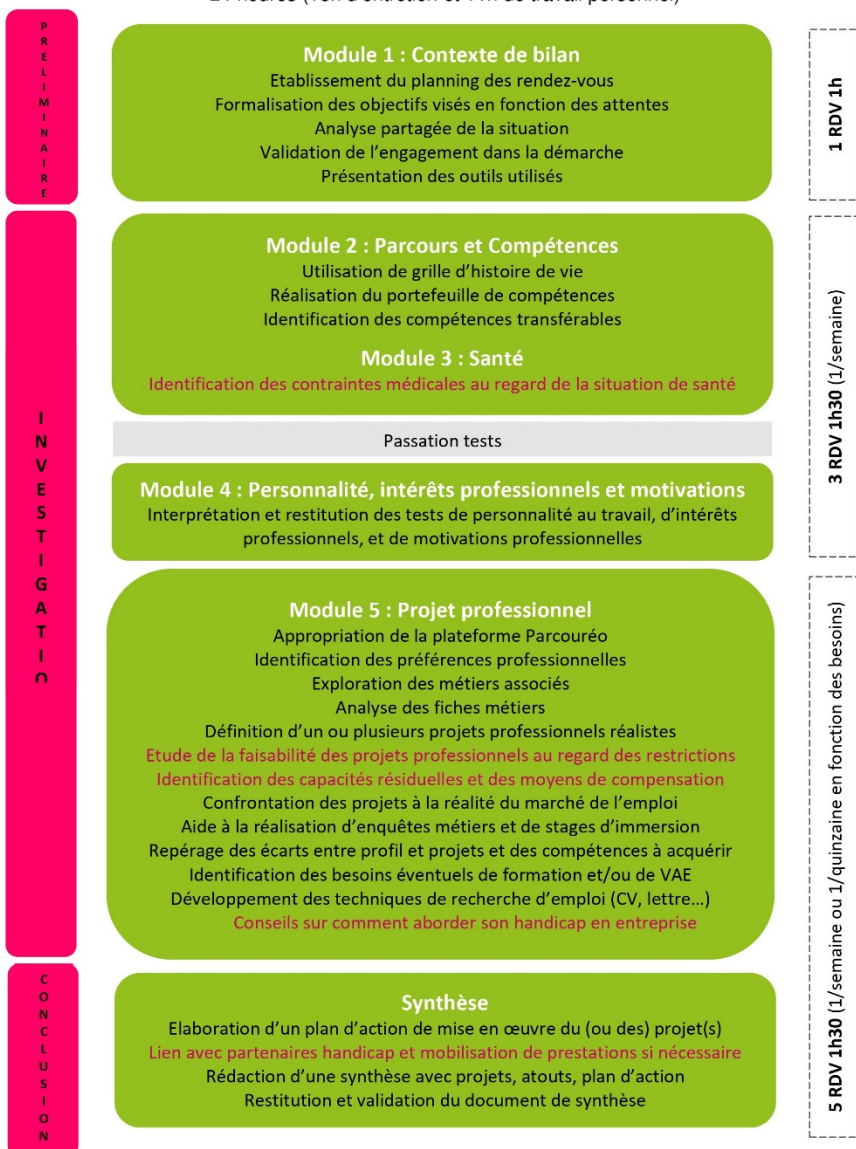 PRELIMINAIRE
Module 1 : Contexte de bilan
Etablissement du planning des rendez-vous
Formalisation des objectifs visés en fonction des attentes
Analyse partagée de la situation
Validation de l'engagement dans la démarche
Présentation des outils utilisés
1 RDV 1h
INVESTIGATIO
Module 2 : Parcours et Compétences
Utilisation de grille d'histoire de vie
Réalisation du portefeuille de compétences
Identification des compétences transférables
Module 3 : Santé
Identification des contraintes médicales au regard de la situation de santé
Passation tests
Module 4 : Personnalité, intérêts professionnels et motivations
Interprétation et restitution des tests de personnalité au travail, d'intérêts
professionnels, et de motivations professionnelles
3 RDV 1h30 (1/semaine)
Module 5 : Projet professionnel
Appropriation de la plateforme Parcouréo
Identification des préférences professionnelles
Exploration des métiers associés
Analyse des fiches métiers
Définition d'un ou plusieurs projets professionnels réalistes
Etude de la faisabilité des projets professionnels au regard des restrictions
Identification des capacités résiduelles et des moyens de compensation
Confrontation des projets à la réalité du marché de l'emploi
Aide à la réalisation d'enquêtes métiers et de stages d'immersion
Repérage des écarts entre profil et projets et des compétences à acquérir
Identification des besoins éventuels de formation et/ou de VAE
Développement des techniques de recherche d'emploi (CV, lettre…)
Conseils sur comment aborder son handicap en entreprise
CONCLUSION
Synthèse
Elaboration d'un plan d'action de mise en œuvre du (ou des) projet(s)
Lien avec partenaires handicap et mobilisation de prestations si nécessaire
Rédaction d'une synthèse avec projets, atouts, plan d'action
Restitution et validation du document de synthèse
5 RDV 1h30 (1/semaine ou 1/quinzaine en fonction des besoins)